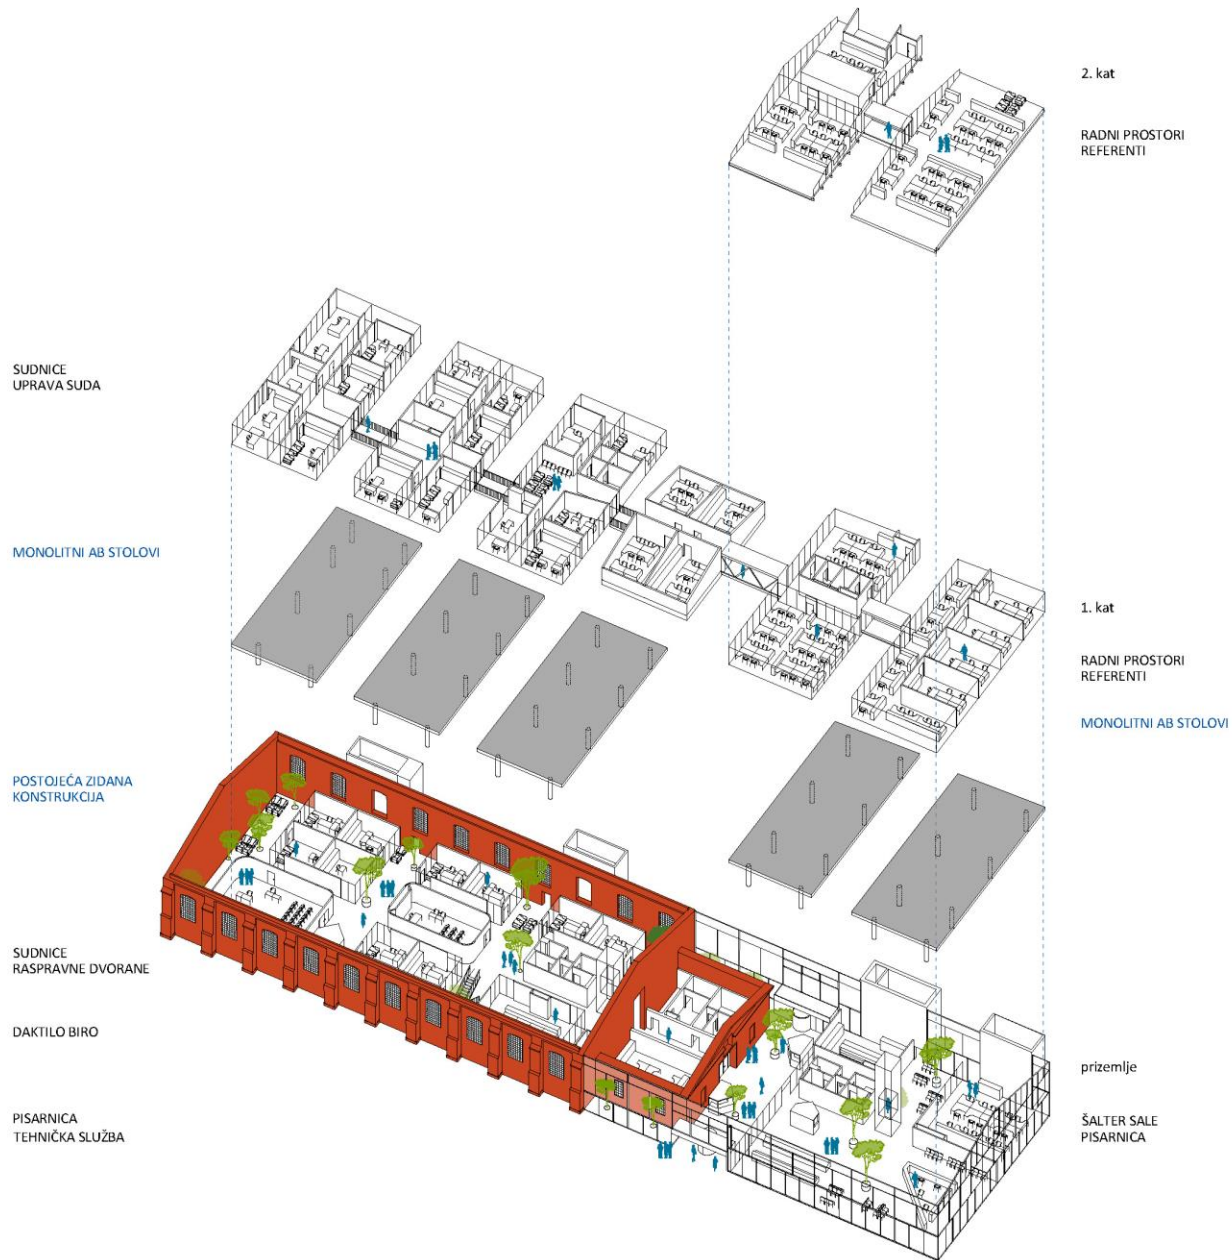 2. kat
RADNI PROSTORI
REFERENTI
SUDNICE
UPRAVA SUDA
MONOLITNI AB STOLOVI
1. kat
RADNI PROSTORI
REFERENTI
MONOLITNI AB STOLOVI
POSTOJEĆA ZIDANA
KONSTRUKCIJA
SUDNICE
RASPRAVNE DVORANE
DAKTILO BIRO
prizemlje
PISARNICA
TEHNIČKA SLUŽBA
ŠALTER SALE
PISARNICA